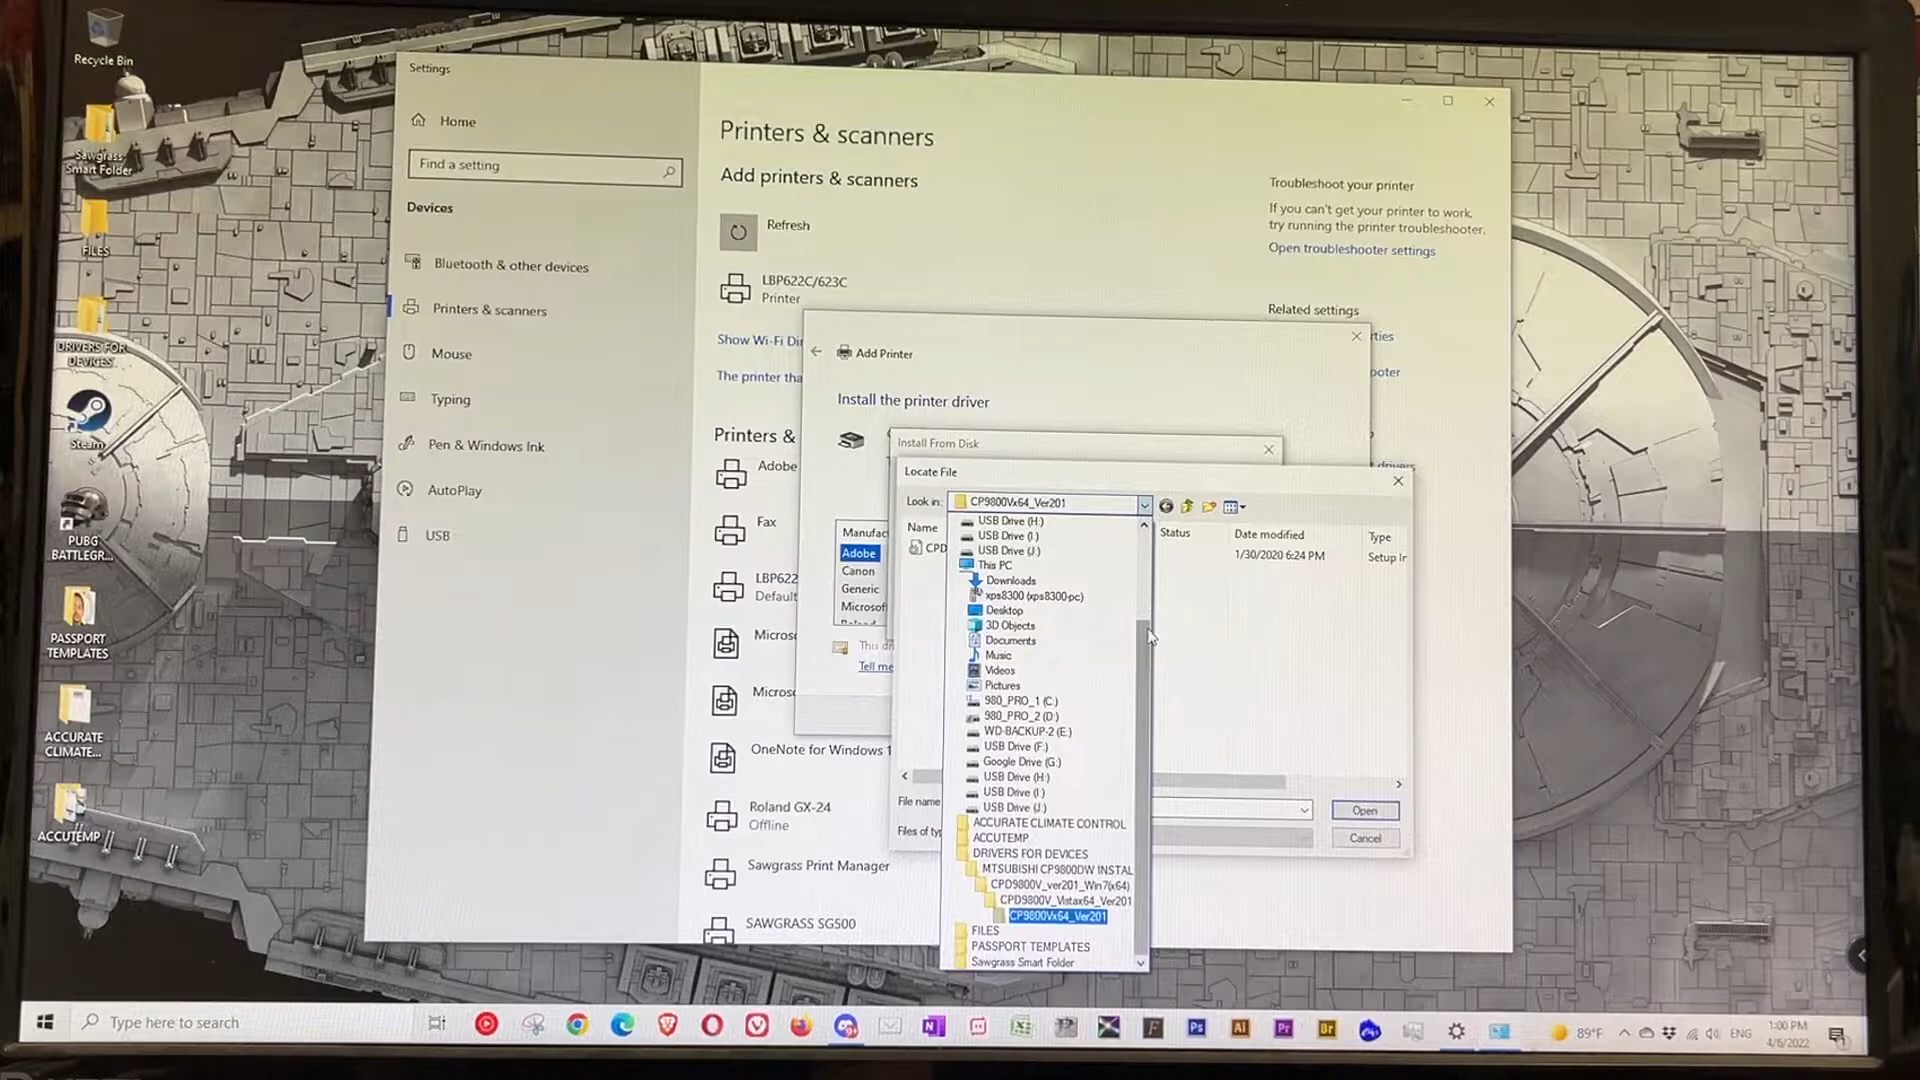 Recycle Bin
Sawgrass
Smart Folder
FILES
DRIVERS FOR
DEVICES
Steam
PUBG
BATTLEGR...
PASSPORT
TEMPLATES
ACCURATE
CLIMATE...
ACCUTEMP
Settings
Home
Find a setting
Devices
Bluetooth & other devices
Printers & scanners
Mouse
Typing
Pen & Windows Ink
AutoPlay
USB
Printers & scanners
Add printers & scanners
Refresh
LBP622C/623C
Printer
Show Wi-Fi Dir
The printer tha
Printers &
Adobe
Fax
LBP622
Default
Microso
Microso
OneNote for Windows 1
Roland GX-24
Offline
Sawgrass Print Manager
SAWGRASS SG500
Troubleshoot your printer
If you can't get your printer to work,
try running the printer troubleshooter.
Open troubleshooter settings
Related settings
rties
ooter
drivers
Add Printer
Install the printer driver
Manufac
Adobe
Canon
Generic
Microsof
This dri
Tell me
Install From Disk
Locate File
Look in:
CP9800Vx64_Ver201
Name
Status
Date modified
Type
CPD
1/30/2020 6:24 PM
Setup Ir
USB Drive (H:)
USB Drive (I:)
USB Drive (J:)
This PC
Downloads
xps8300 (xps8300-pc)
Desktop
3D Objects
Documents
Music
Videos
Pictures
980_PRO_1 (C:)
980_PRO_2 (D:)
WD-BACKUP-2 (E:)
USB Drive (F:)
Google Drive (G:)
USB Drive (H:)
USB Drive (I:)
USB Drive (J:)
ACCURATE CLIMATE CONTROL
ACCUTEMP
DRIVERS FOR DEVICES
MTSUBISHI CP9800DW INSTAL
CPD9800V_ver201_Win7(x64)
CPD9800V_Vistax64_Ver201
CP9800Vx64_Ver201
FILES
PASSPORT TEMPLATES
Sawgrass Smart Folder
File name
Files of typ
Open
Cancel
Type here to search
89°F
ENG
1:00 PM
4/6/2022